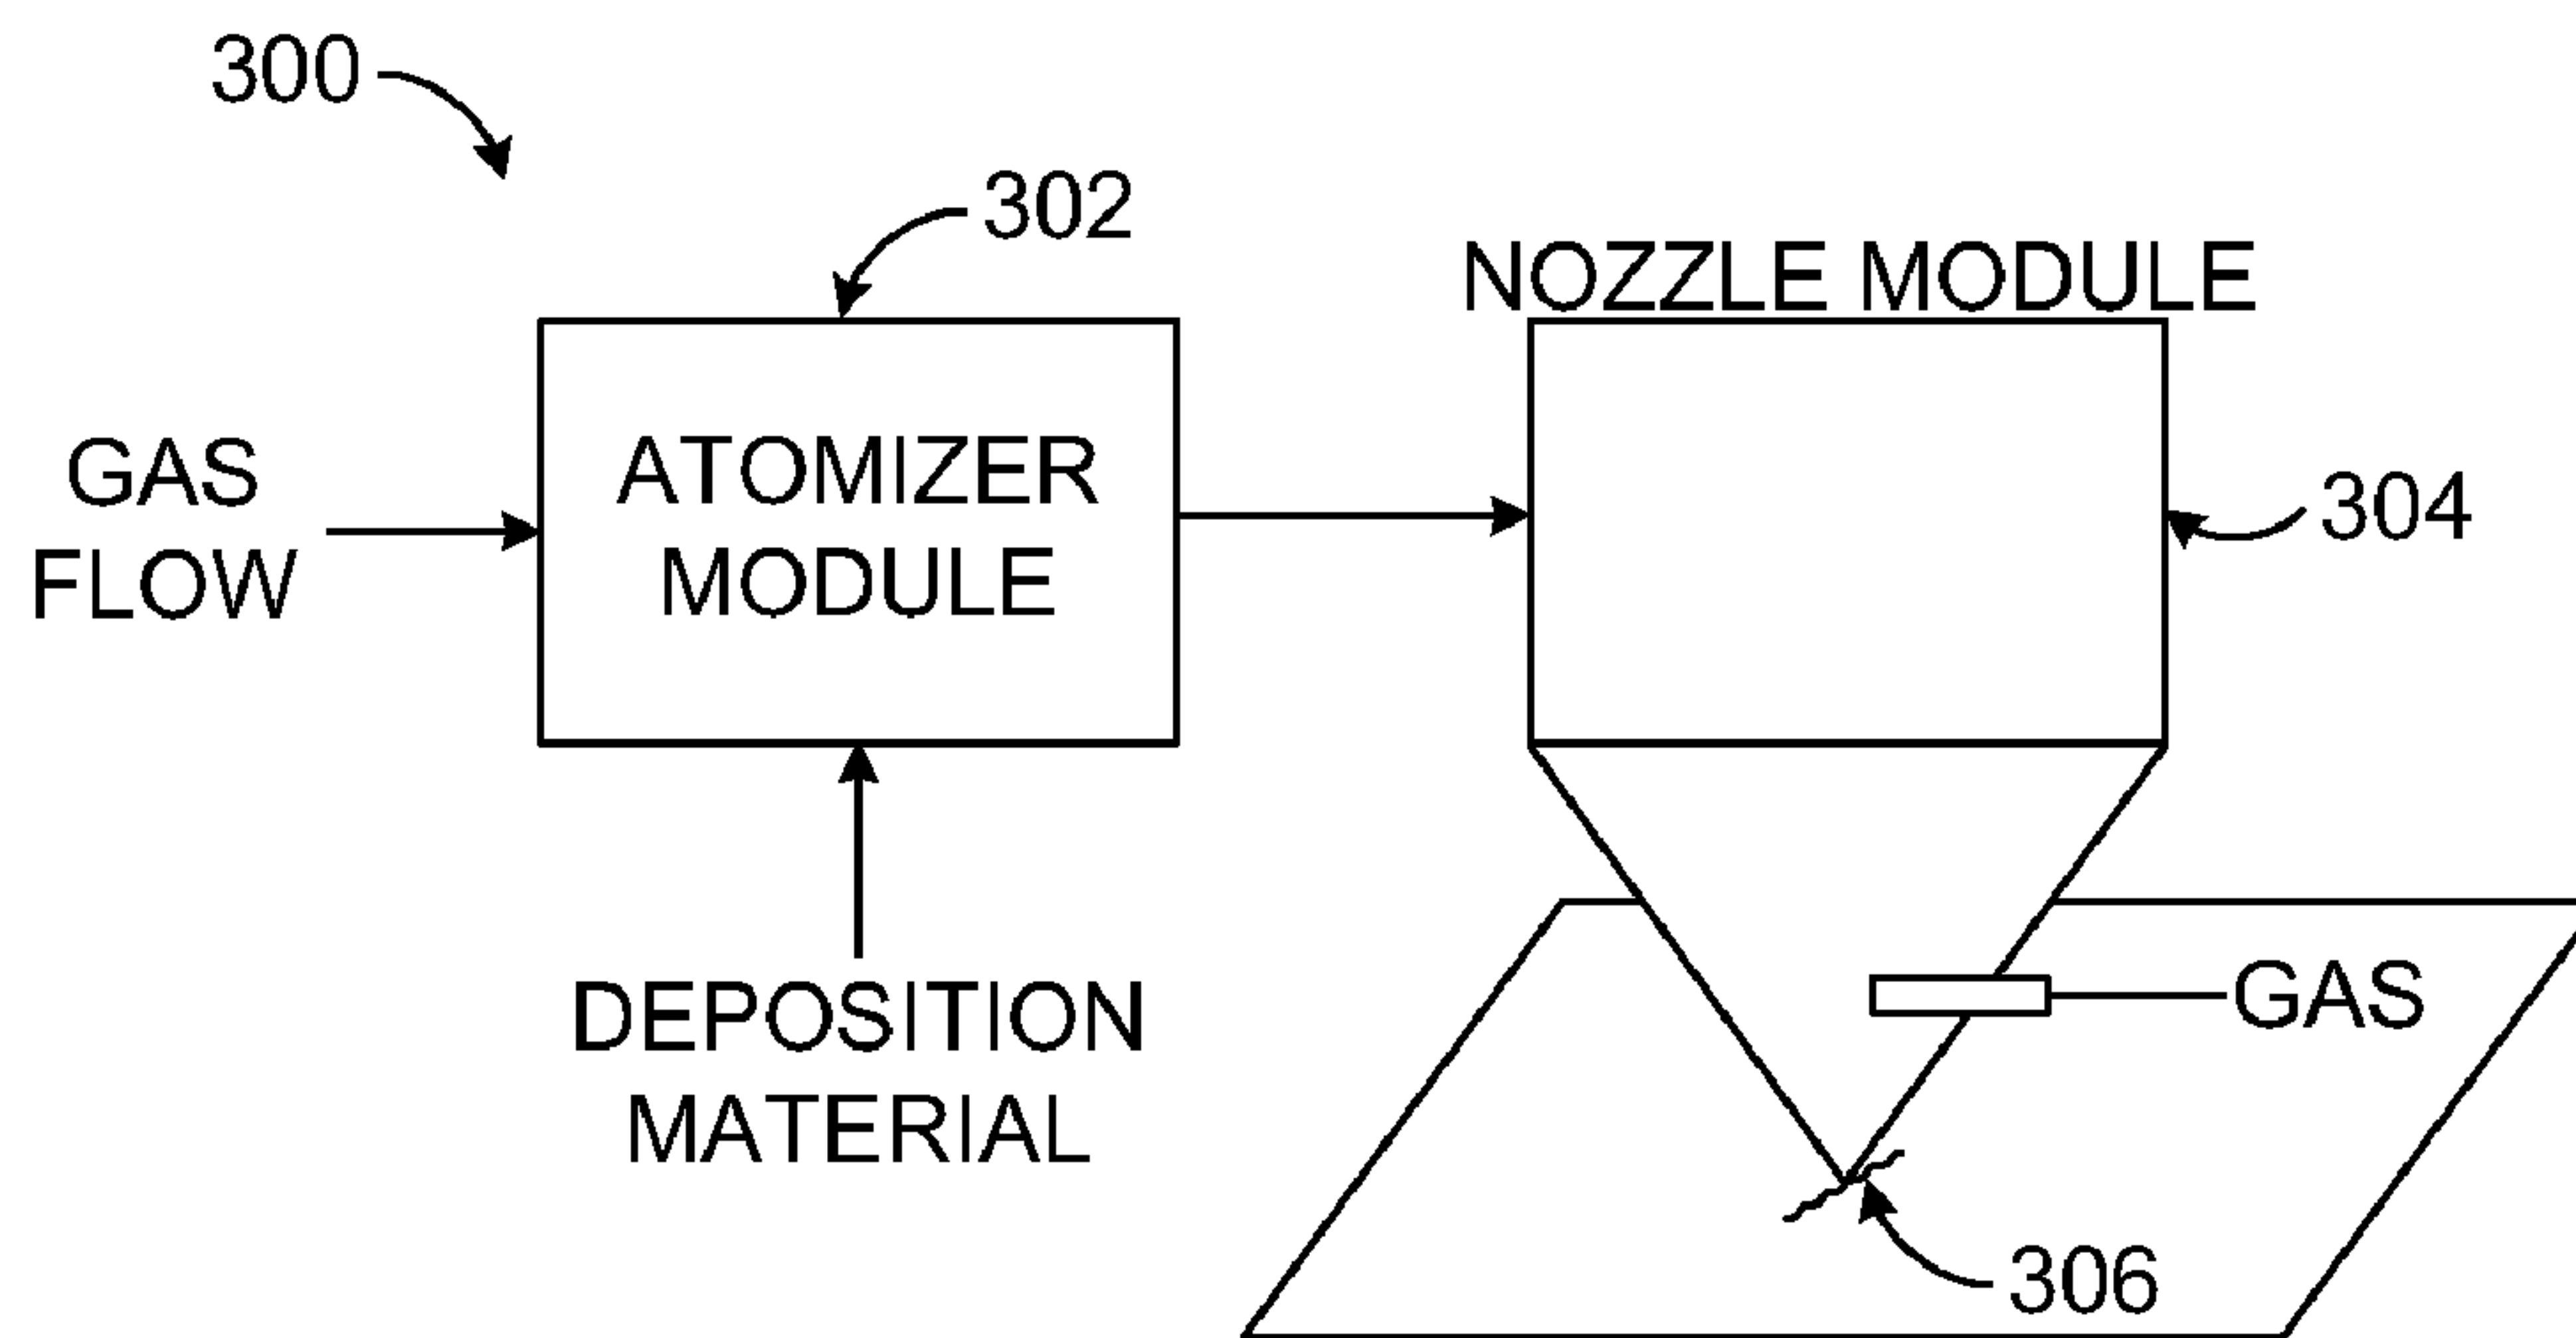 300
302
NOZZLE MODULE
GAS
FLOW
ATOMIZER
MODULE
304
DEPOSITION
MATERIAL
GAS
306